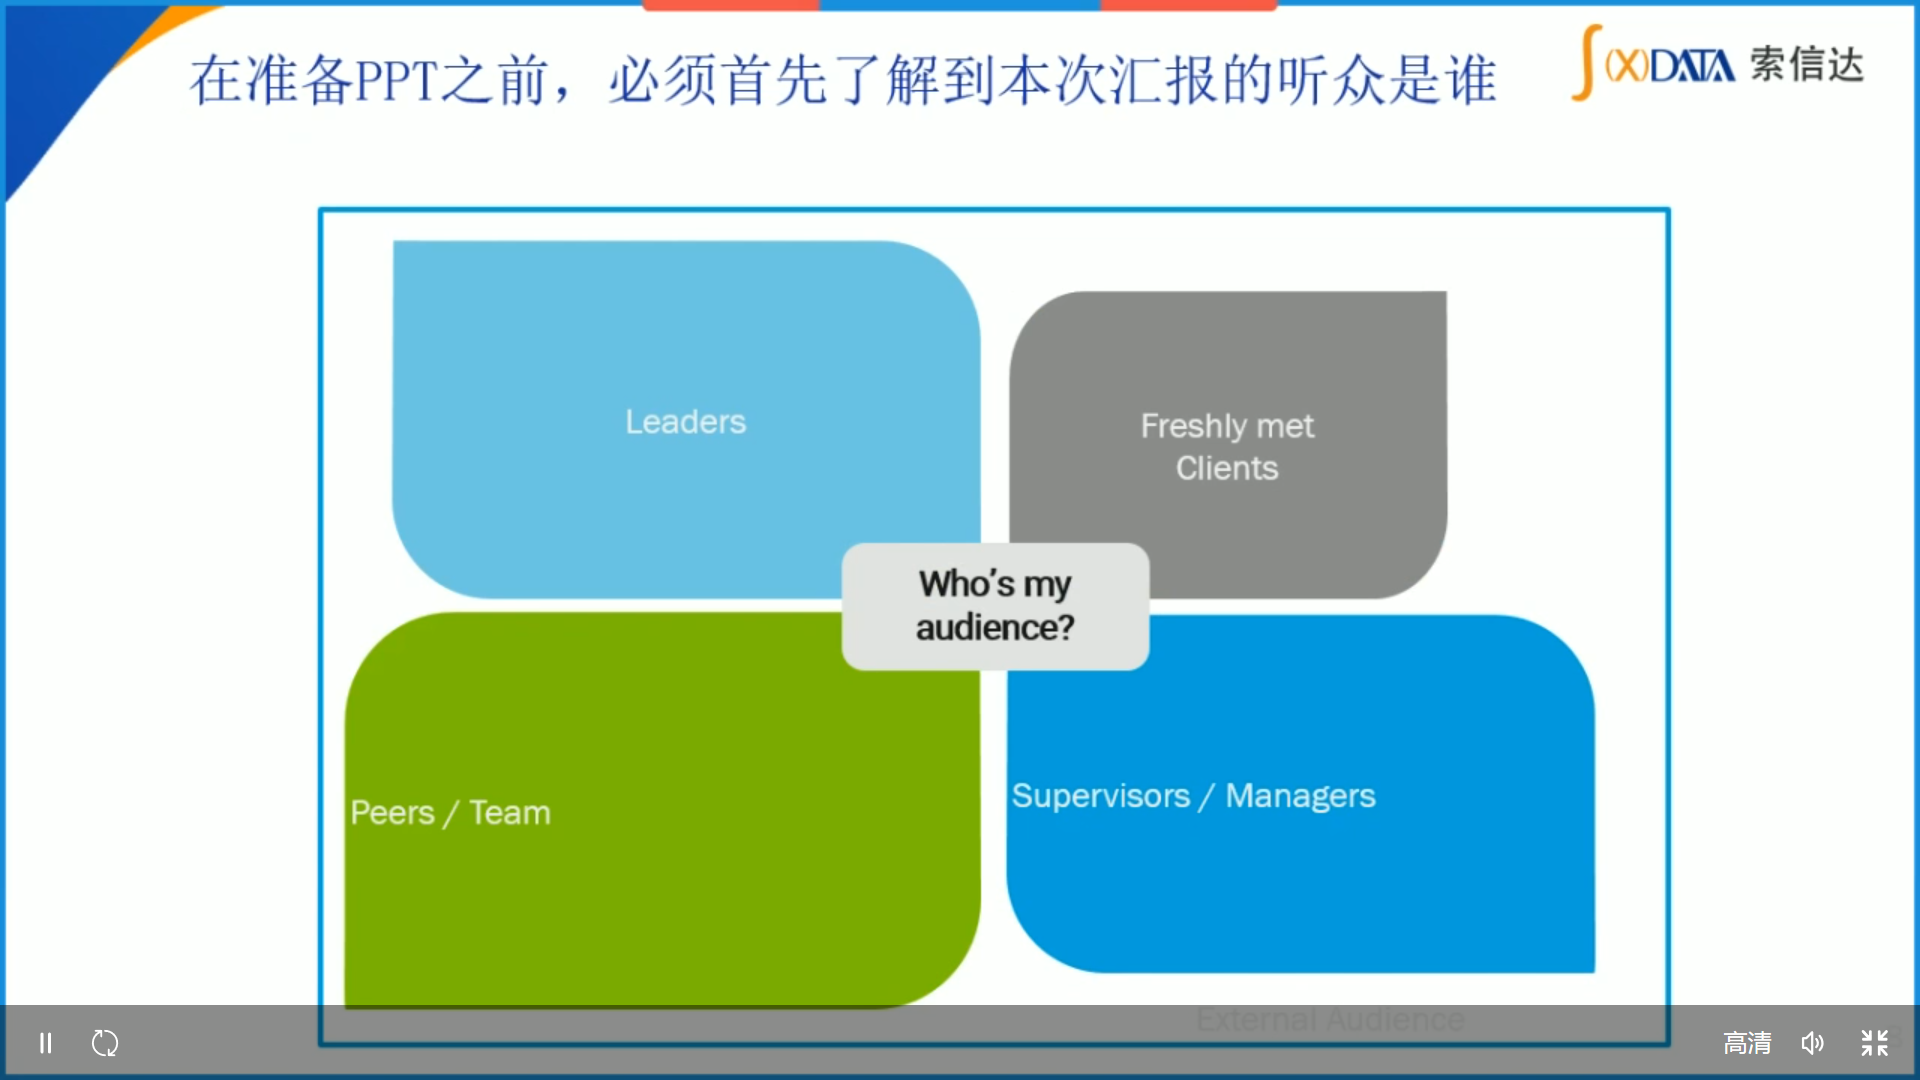 在准备PPT之前，必须首先了解到本次汇报的听众是谁
∫(X)DATA 索信达
Leaders
Freshly met
Clients
Who's my
audience?
Peers / Team
Supervisors / Managers
External Audience
高清